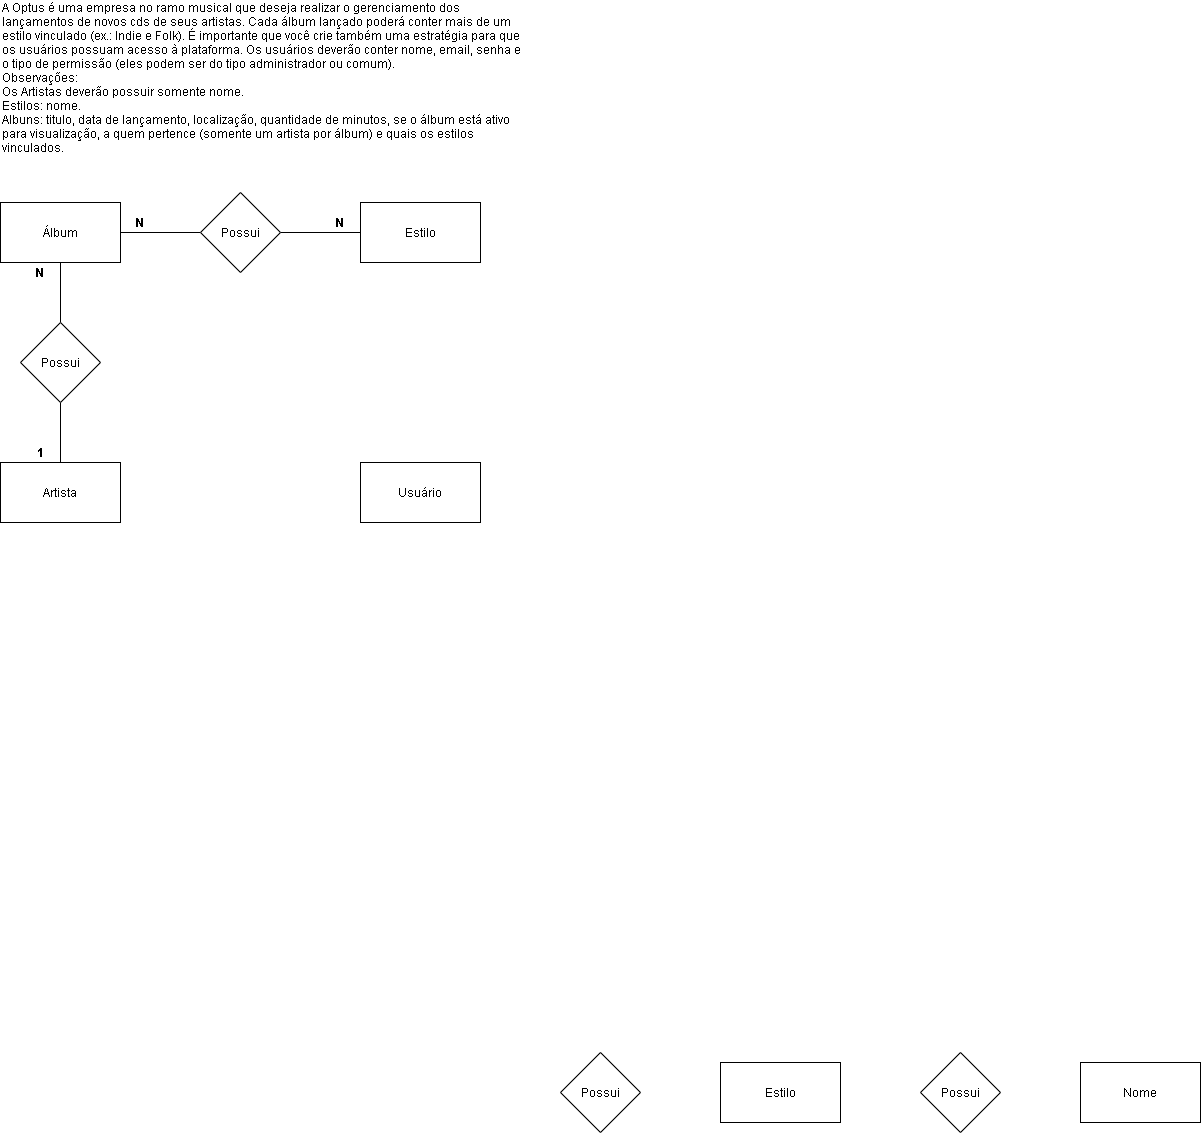 A Optus é uma empresa no ramo musical que deseja realizar o gerenciamento dos
lançamentos de novos cds de seus artistas. Cada álbum lançado poderá conter mais de um
estilo vinculado (ex.: Indie e Folk). É importante que você crie também uma estratégia para que
os usuários possuam acesso à plataforma. Os usuários deverão conter nome, email, senha e
o tipo de permissão (eles podem ser do tipo administrador ou comum).
Observações:
Os Artistas deverão possuir somente nome.
Estilos: nome.
Albuns: titulo, data de lançamento, localização, quantidade de minutos, se o álbum está ativo
para visualização, a quem pertence (somente um artista por álbum) e quais os estilos
vinculados.
Álbum
N
Possui
N
Estilo
N
Possui
1
Artista
Usuário
Possui
Estilo
Possui
Nome